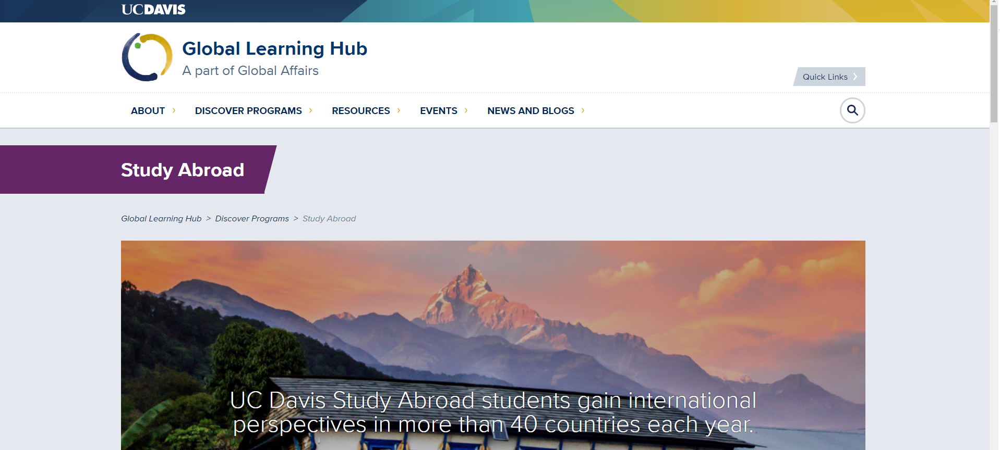 UCDAVIS
Global Learning Hub
A part of Global Affairs
Quick Links
ABOUT DISCOVER PROGRAMS RESOURCES EVENTS NEWS AND BLOGS
Study Abroad
Global Learning Hub > Discover Programs > Study Abroad
UC Davis Study Abroad students gain international
perspectives in more than 40 countries each year.